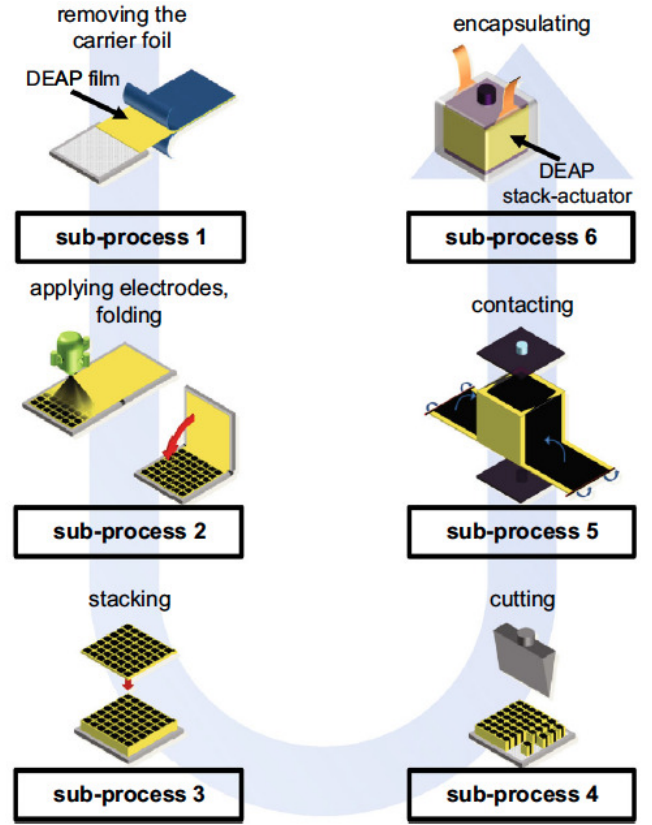 removing the
carrier foil
DEAP film
sub-process 1
applying electrodes,
folding
sub-process 2
stacking
sub-process 3
cutting
sub-process 4
contacting
sub-process 5
encapsulating
DEAP
stack-actuator
sub-process 6